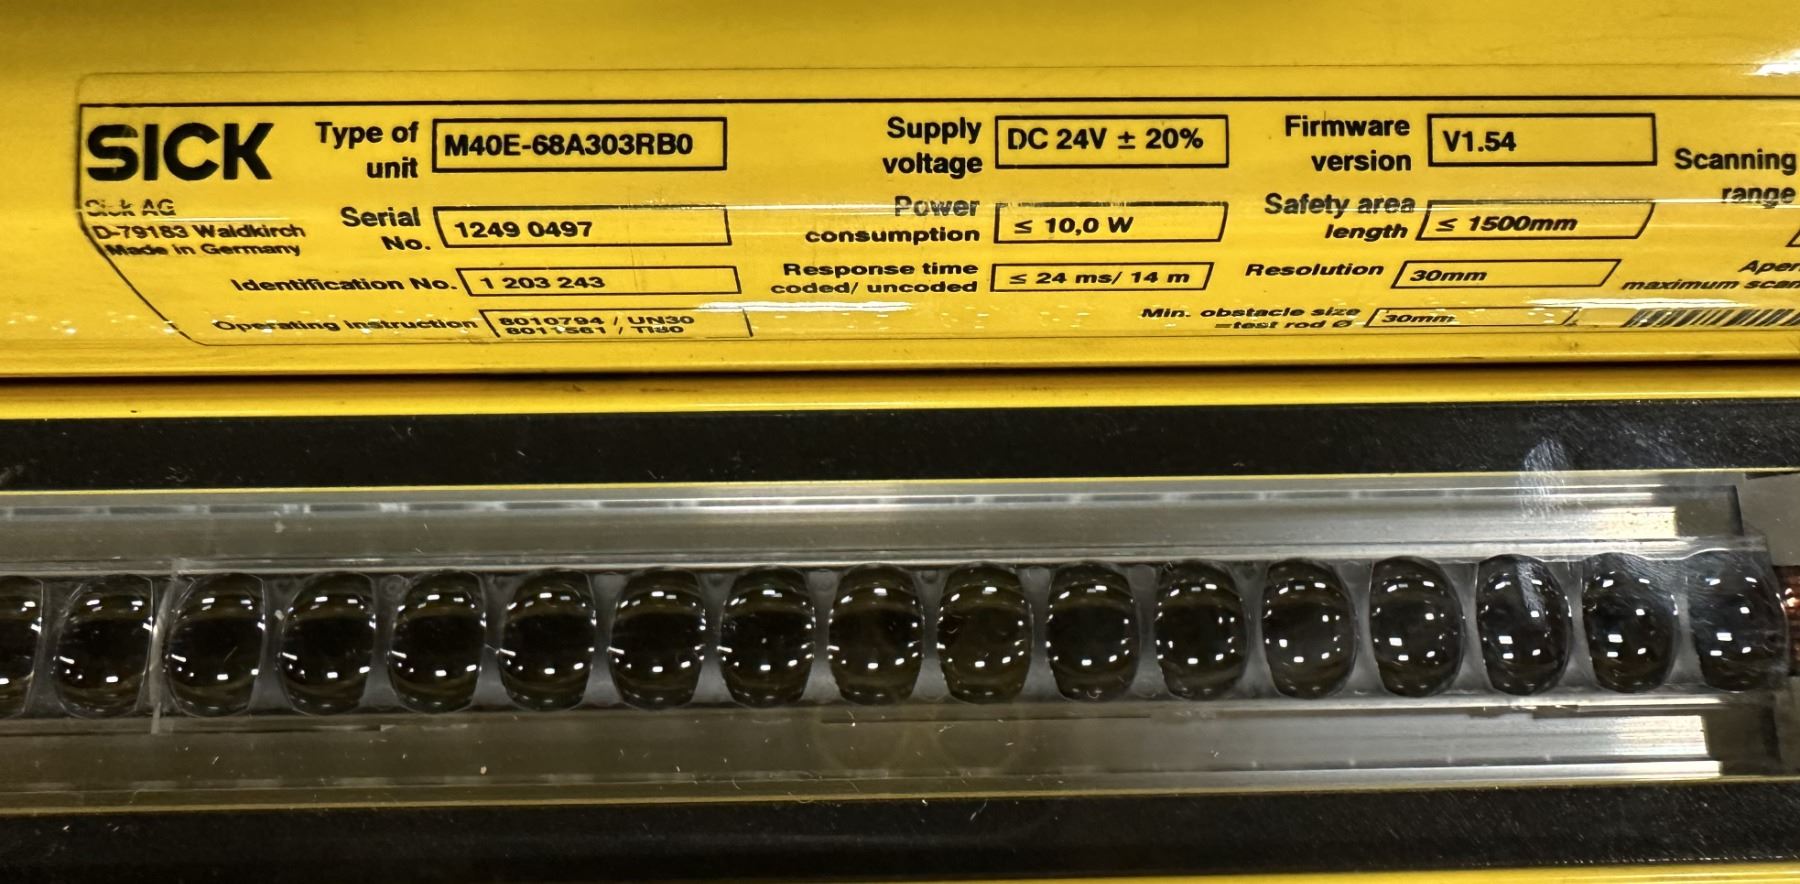 SICK
Sick AG
D-79183 Waldkirch
Made in Germany
Type of unit M40E-68A303RB0
Serial No. 1249 0497
Identification No. 1 203 243
Operating instruction 8010794 / UN30
8011561 / TI80
Supply voltage DC 24V ± 20%
Power consumption ≤ 10,0 W
Response time coded/ uncoded ≤ 24 ms/ 14 m
Firmware version V1.54
Safety area length ≤ 1500mm
Resolution 30mm
Min. obstacle size =test rod Ø 30mm
Scanning range
maximum